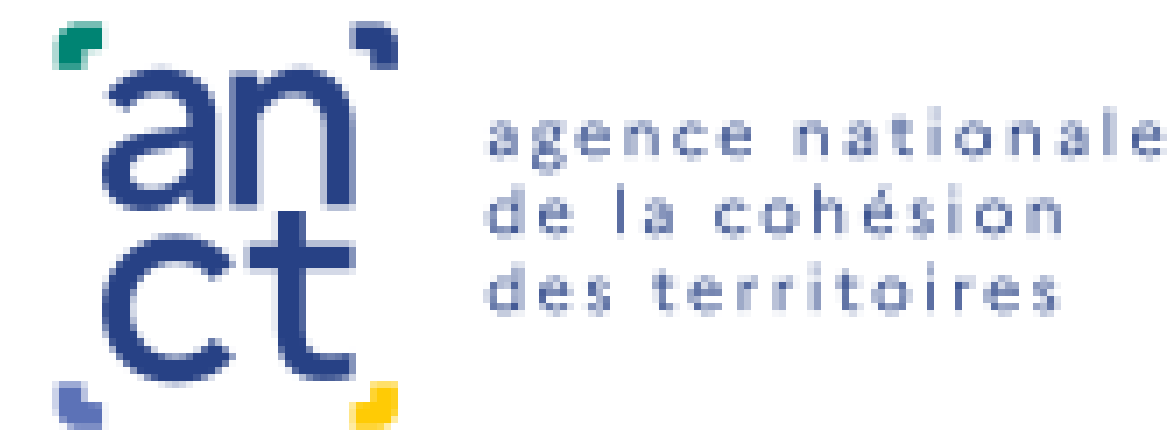 an
ct
agence nationale
de la cohésion
des territoires